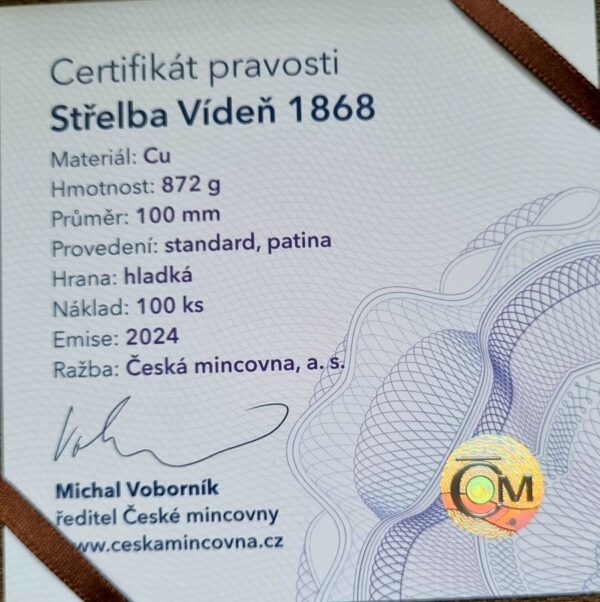 Certifikát pravosti
Střelba Vídeň 1868
Materiál: Cu
Hmotnost: 872 g
Průměr: 100 mm
Provedení: standard, patina
Hrana: hladká
Náklad: 100 ks
Emise: 2024
Ražba: Česká mincovna, a. s.
Michal Voborník
ředitel České mincovny
www.ceskamincovna.cz
ČM